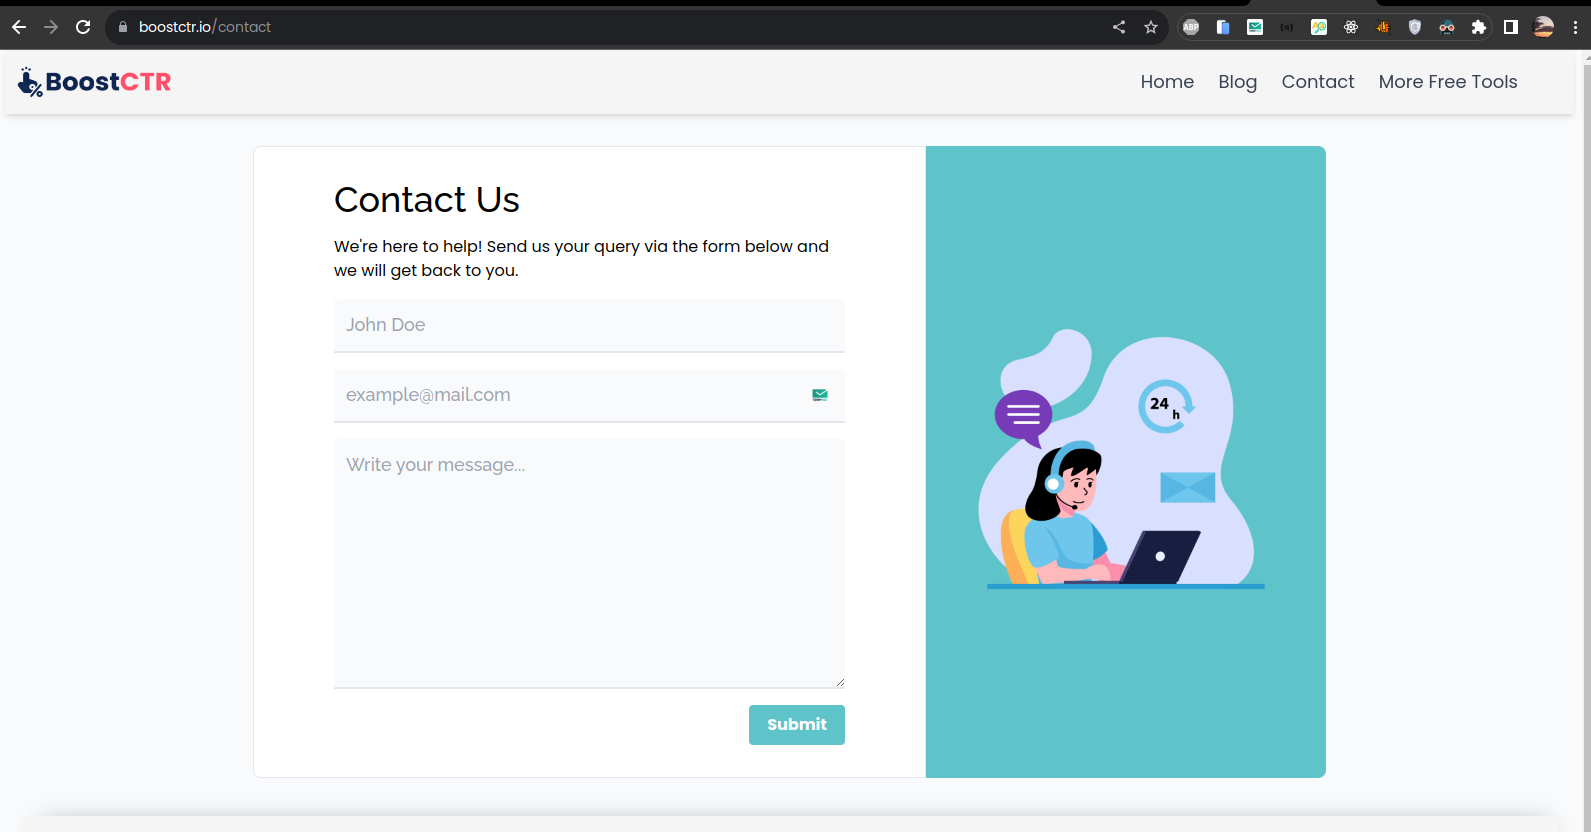 boostctr.io/contact
ABP
BoostCTR
Home Blog Contact More Free Tools
Contact Us
We're here to help! Send us your query via the form below and
we will get back to you.
John Doe
example@mail.com
Write your message...
Submit
24
h